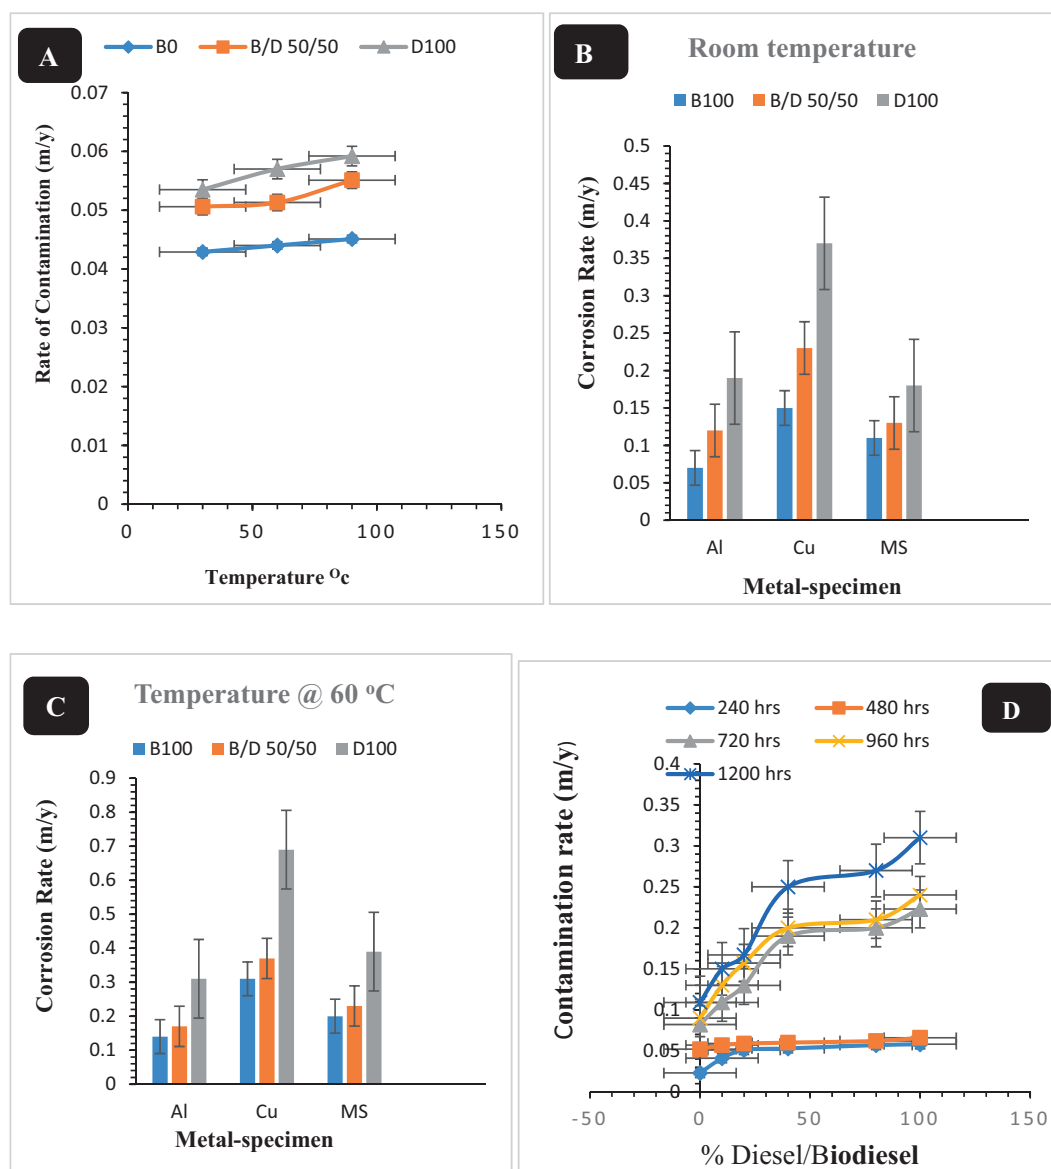 A
B0 B/D 50/50 D100
0.07
0.06
0.05
0.04
0.03
0.02
0.01
0
0 50 100 150
Rate of Contamination (m/y)
Temperature ᴼc
B
Room temperature
B100 B/D 50/50 D100
0.5
0.45
0.4
0.35
0.3
0.25
0.2
0.15
0.1
0.05
0
Al Cu MS
Corrosion Rate (m/y)
Metal-specimen
C
Temperature @ 60 ᵒC
B100 B/D 50/50 D100
0.9
0.8
0.7
0.6
0.5
0.4
0.3
0.2
0.1
0
Al Cu MS
Corrosion Rate (m/y)
Metal-specimen
D
240 hrs 480 hrs
720 hrs 960 hrs
1200 hrs
0.4
0.35
0.3
0.25
0.2
0.15
0.1
0.05
0
-50 0 50 100 150
Contamination rate (m/y)
% Diesel/Biodiesel